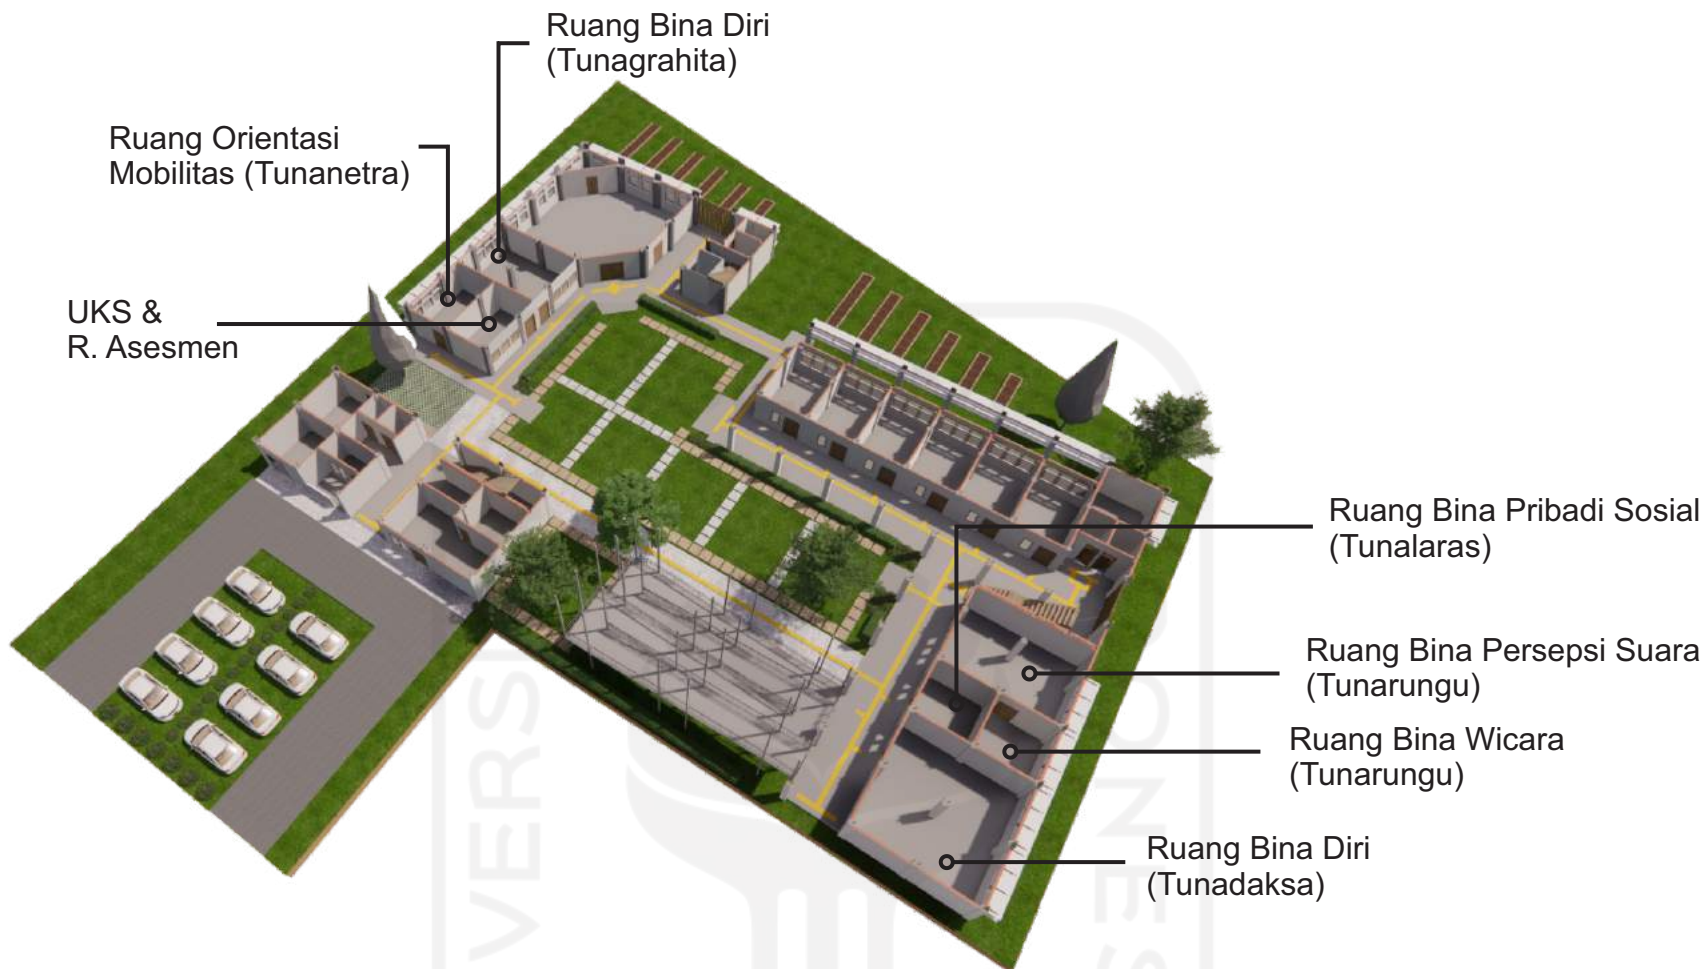 Ruang Bina Diri
(Tunagrahita)
Ruang Orientasi
Mobilitas (Tunanetra)
UKS &
R. Asesmen
Ruang Bina Pribadi Sosial
(Tunalaras)
Ruang Bina Persepsi Suara
(Tunarungu)
Ruang Bina Wicara
(Tunarungu)
Ruang Bina Diri
(Tunadaksa)